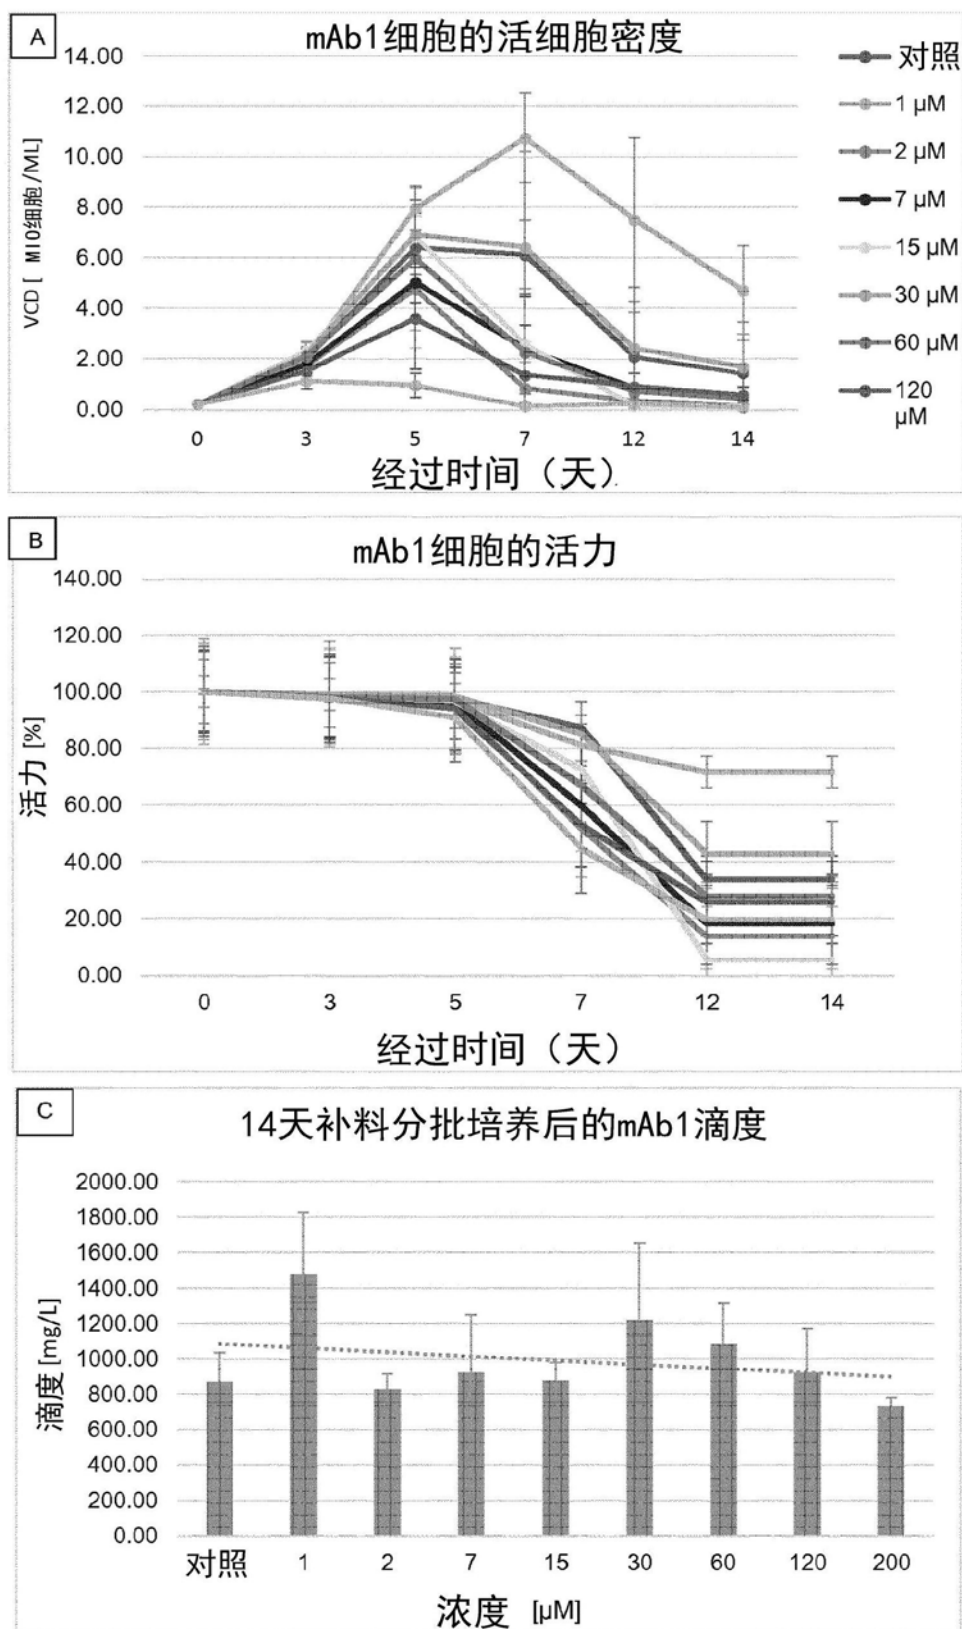 A
mAb1细胞的活细胞密度
14.00
12.00
10.00
8.00
6.00
4.00
2.00
0.00
VCD [ M10细胞/ML]
0 3 5 7 12 14
经过时间（天）
对照
1 µM
2 µM
7 µM
15 µM
30 µM
60 µM
120
µM
B
mAb1细胞的活力
140.00
120.00
100.00
80.00
60.00
40.00
20.00
0.00
活力 [%]
0 3 5 7 12 14
经过时间（天）
C
14天补料分批培养后的mAb1滴度
2000.00
1800.00
1600.00
1400.00
1200.00
1000.00
800.00
600.00
400.00
200.00
0.00
滴度 [mg/L]
对照 1 2 7 15 30 60 120 200
浓度 [µM]